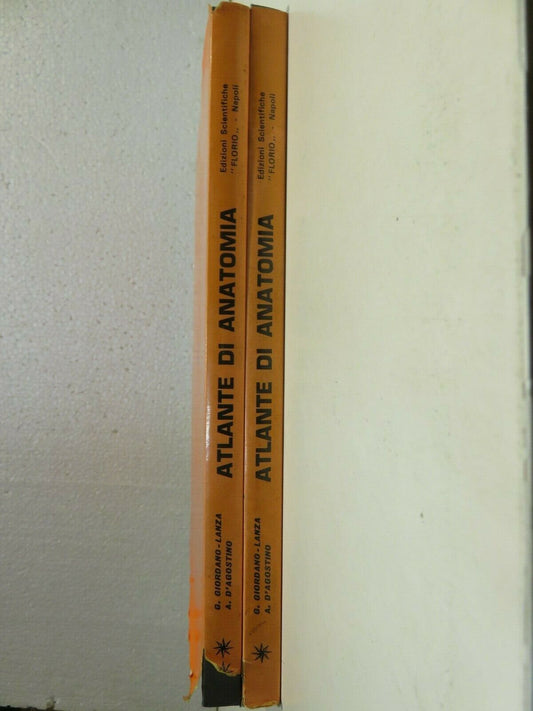 G. GIORDANO-LANZA
A. D'AGOSTINO
ATLANTE DI ANATOMIA
Edizioni Scientifiche
"FLORIO,, - Napoli
G. GIORDANO-LANZA
A. D'AGOSTINO
ATLANTE DI ANATOMIA
Edizioni Scientifiche
"FLORIO,, - Napoli